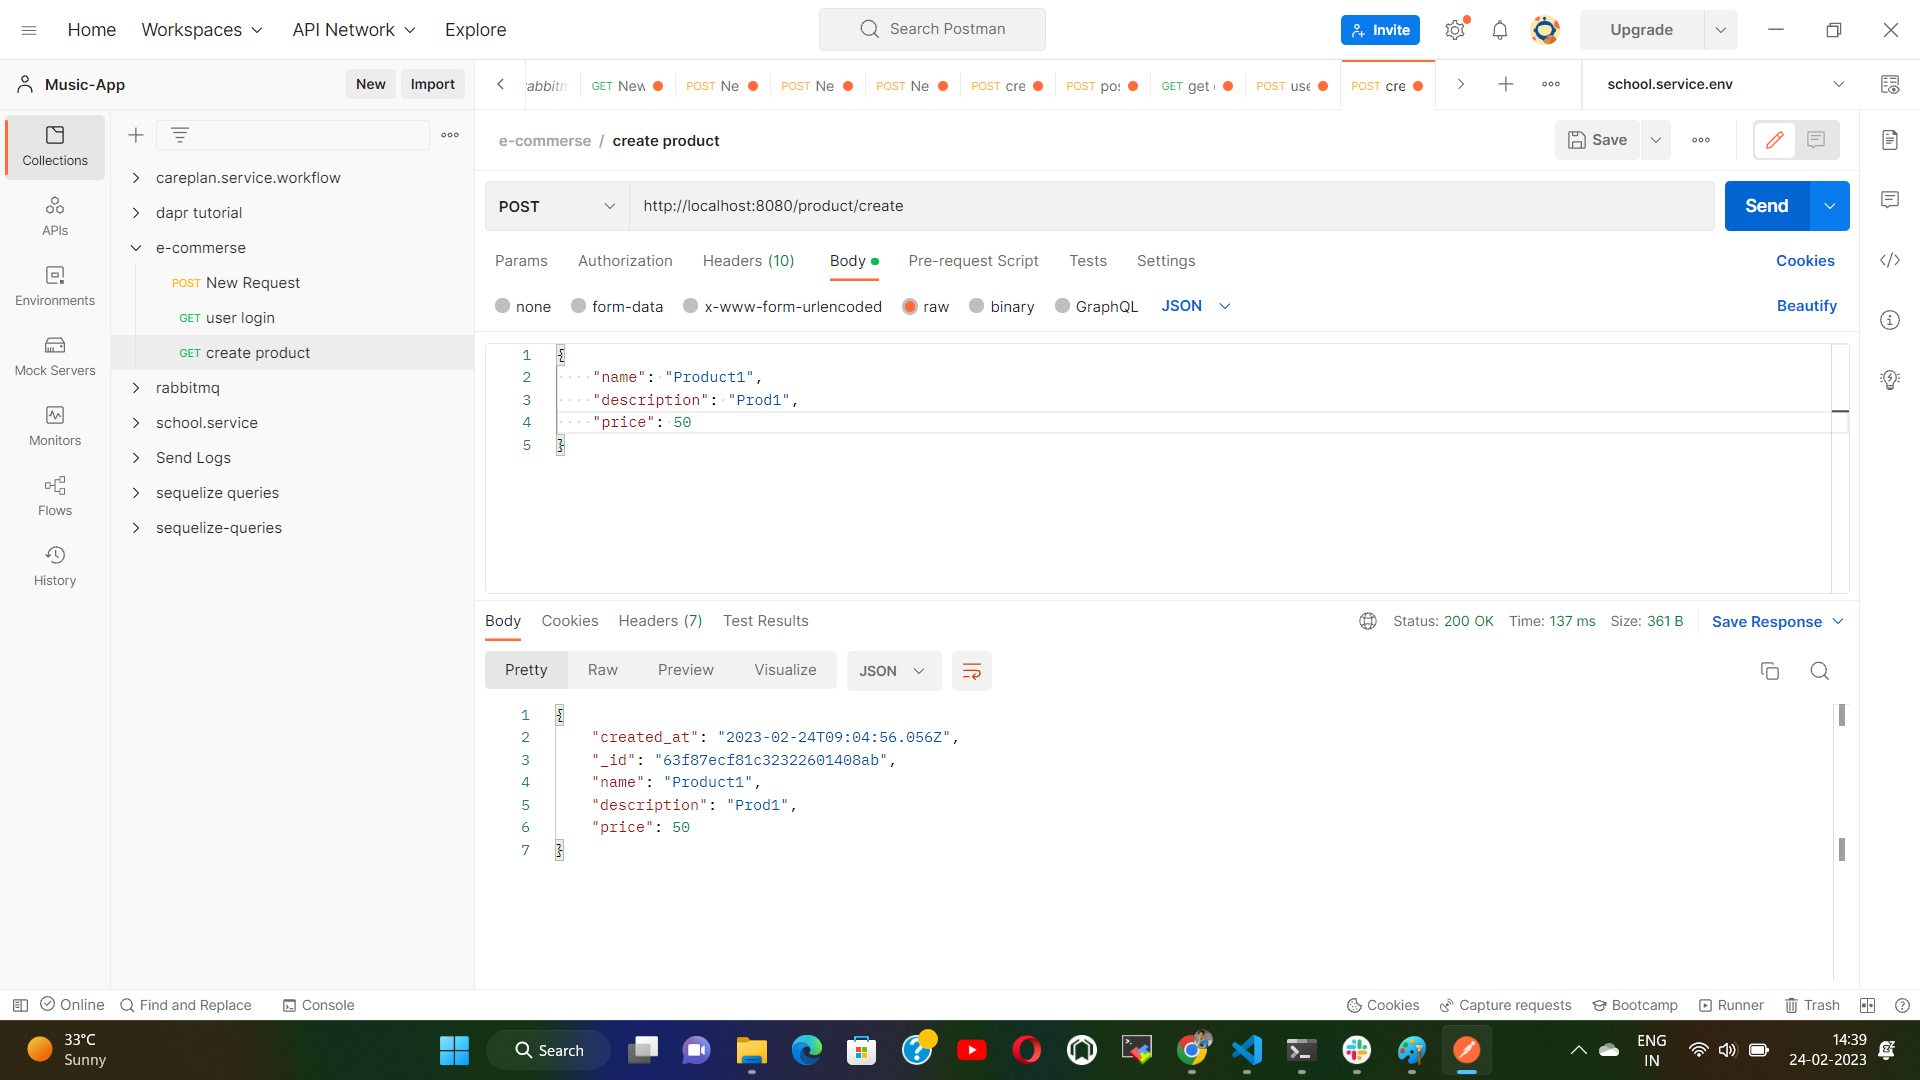 Home Workspaces API Network Explore Search Postman Invite Upgrade
Music-App New Import rabbitm GET New POST Ne POST Ne POST Ne POST cre POST pos GET get POST use POST cre school.service.env
e-commerse / create product Save
Collections
APIs
Environments
Mock Servers
Monitors
Flows
History
careplan.service.workflow
dapr tutorial
e-commerse
POST New Request
GET user login
GET create product
rabbitmq
school.service
Send Logs
sequelize queries
sequelize-queries
POST http://localhost:8080/product/create Send
Params Authorization Headers (10) Body Pre-request Script Tests Settings Cookies
none form-data x-www-form-urlencoded raw binary GraphQL JSON Beautify
1 {
2 "name": "Product1",
3 "description": "Prod1",
4 "price": 50
5 }
Body Cookies Headers (7) Test Results Status: 200 OK Time: 137 ms Size: 361 B Save Response
Pretty Raw Preview Visualize JSON
1 {
2 "created_at": "2023-02-24T09:04:56.056Z",
3 "_id": "63f87ecf81c32322601408ab",
4 "name": "Product1",
5 "description": "Prod1",
6 "price": 50
7 }
Online Find and Replace Console Cookies Capture requests Bootcamp Runner Trash
33°C
Sunny
Search
ENG
IN
14:39
24-02-2023